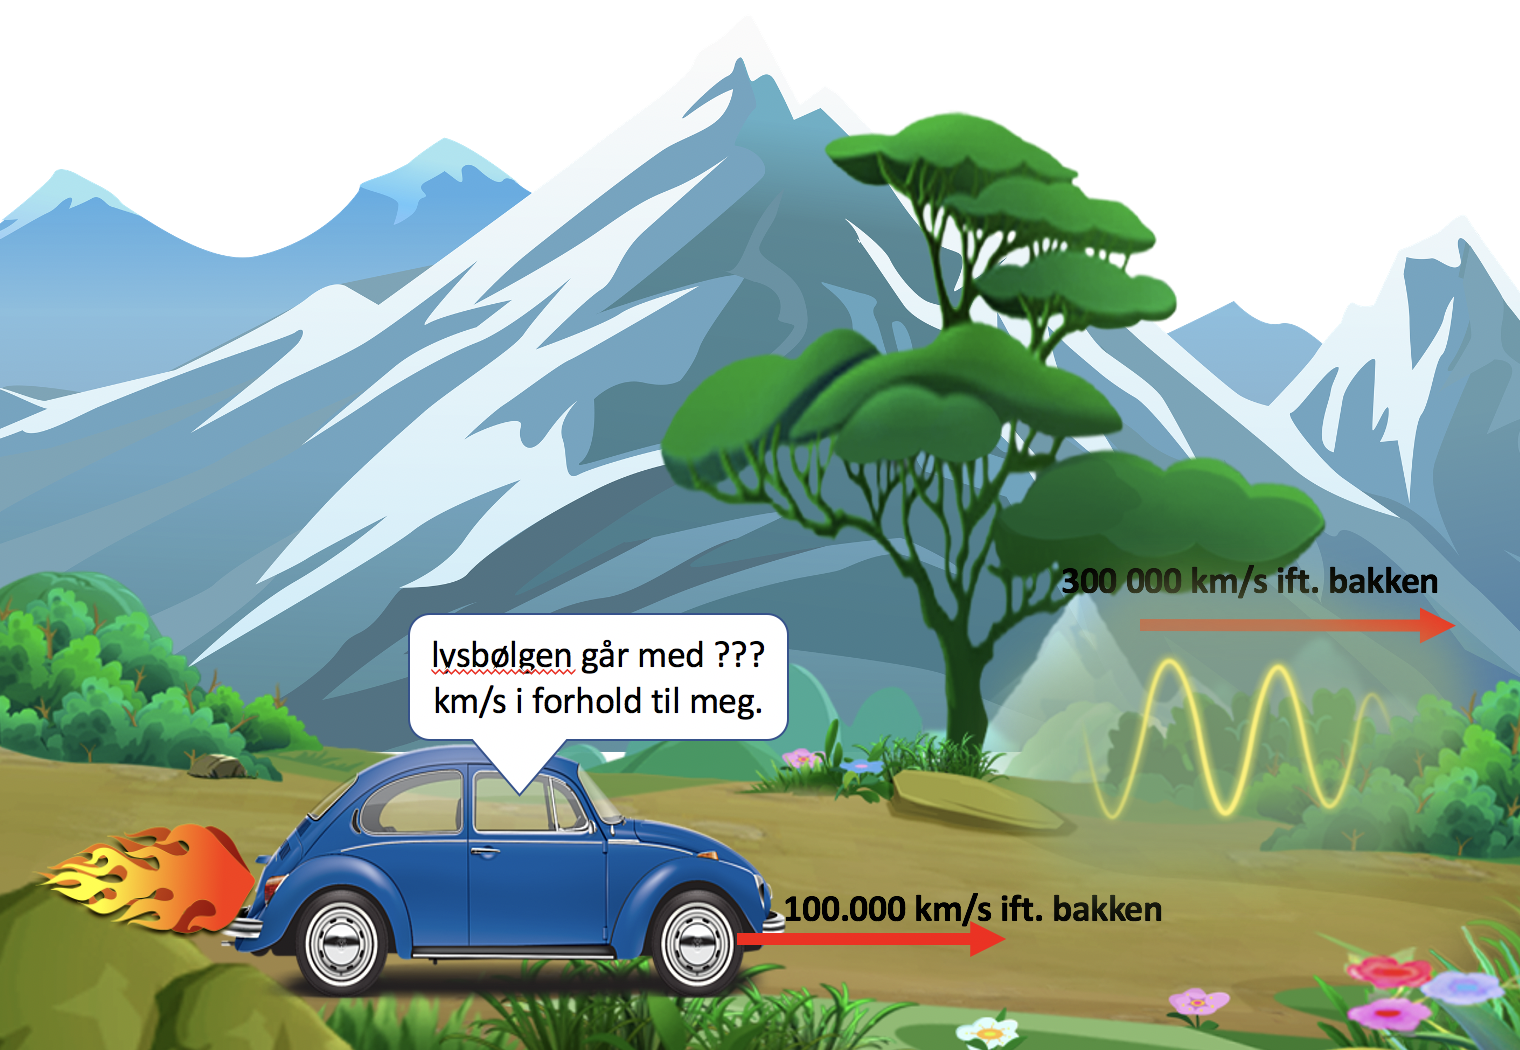 300 000 km/s ift. bakken
lysbølgen går med ???
km/s i forhold til meg.
100.000 km/s ift. bakken